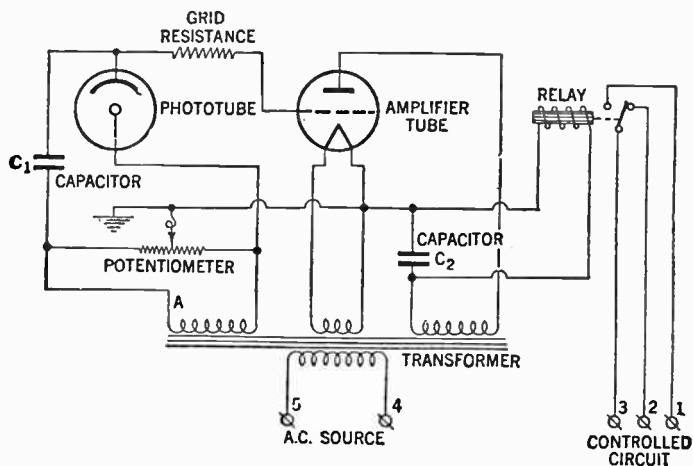 GRID
RESISTANCE
PHOTOTUBE
AMPLIFIER
TUBE
RELAY
C1
CAPACITOR
CAPACITOR
C2
POTENTIOMETER
A
TRANSFORMER
5
4
A.C. SOURCE
3 2 1
CONTROLLED
CIRCUIT